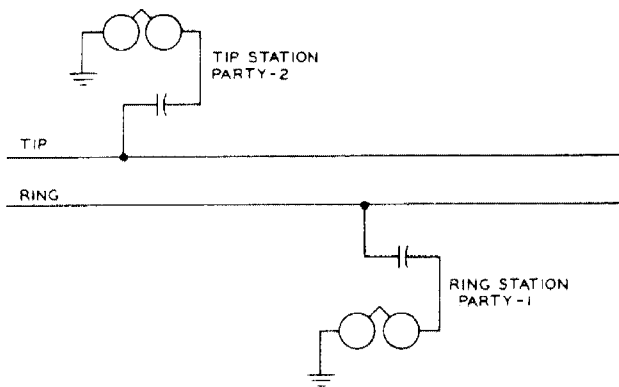 TIP STATION
PARTY-2
TIP
RING
RING STATION
PARTY-1